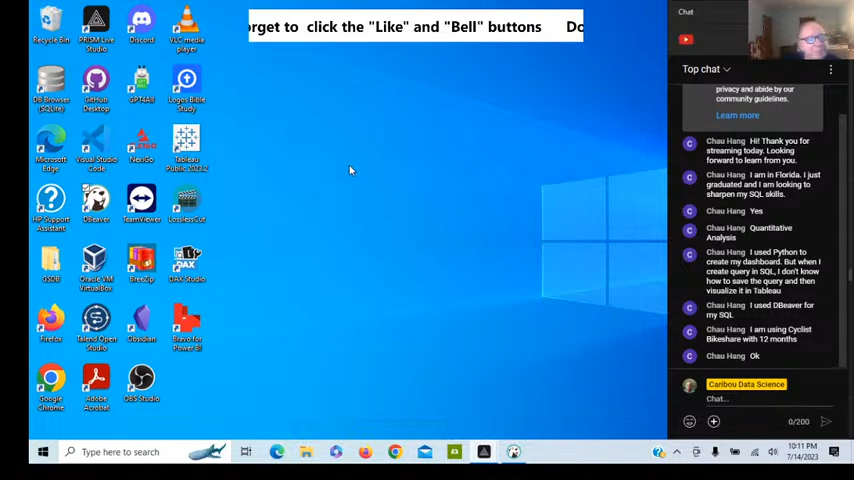 orget to click the "Like" and "Bell" buttons Do
Chat
Top chat
privacy and abide by our
community guidelines.
Learn more
Chau Hang Hi! Thank you for
streaming today. Looking
forward to learn from you.
Chau Hang I am in Florida. I just
graduated and I am looking to
sharpen my SQL skills.
Chau Hang Yes
Chau Hang Quantitative
Analysis
Chau Hang I used Python to
create my dashboard. But when I
create query in SQL, I don't know
how to save the query and then
visualize it in Tableau
Chau Hang I used DBeaver for
my SQL
Chau Hang I am using Cyclist
Bikeshare with 12 months
Chau Hang Ok
Caribou Data Science
Chat...
0/200
Recycle Bin
PRISM Live
Studio
Discord
VLC media
player
DB Browser
(SQLite)
GitHub
Desktop
GPT4All
Logos Bible
Study
Microsoft
Edge
Visual Studio
Code
NexiGo
Tableau
Public 2023.2
HP Support
Assistant
DBeaver
TeamViewer
LosslessCut
GSDB
Oracle VM
VirtualBox
BreeZip
DAX Studio
Firefox
Talend Open
Studio
Obsidian
Bravo for
Power BI
Google
Chrome
Adobe
Acrobat
OBS Studio
Type here to search
10:11 PM
7/14/2023